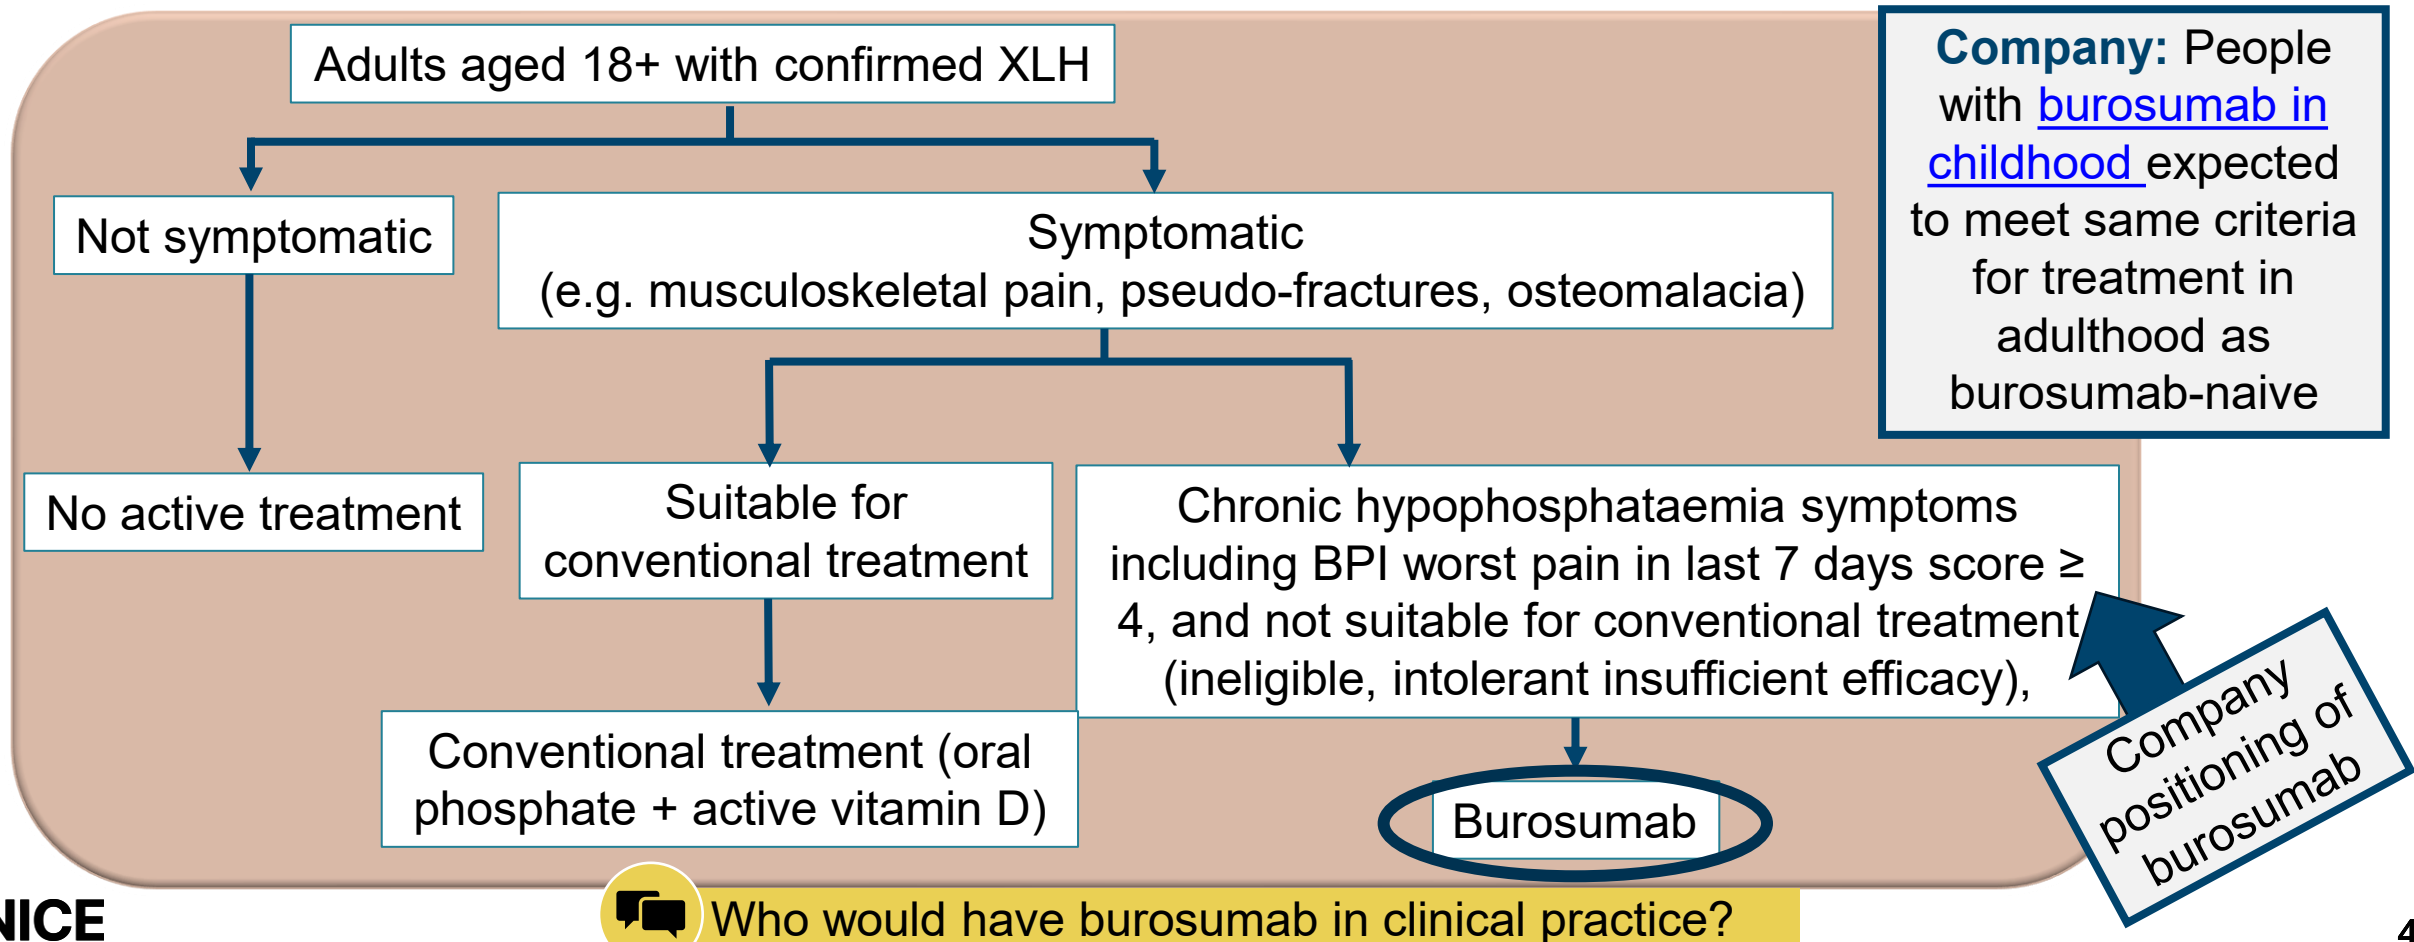 Adults aged 18+ with confirmed XLH
Company: People
with burosumab in
childhood expected
to meet same criteria
for treatment in
adulthood as
burosumab-naive
Not symptomatic
Symptomatic
(e.g. musculoskeletal pain, pseudo-fractures, osteomalacia)
No active treatment
Suitable for
conventional treatment
Chronic hypophosphataemia symptoms
including BPI worst pain in last 7 days score ≥
4, and not suitable for conventional treatment
(ineligible, intolerant insufficient efficacy),
Company
positioning of
burosumab
Conventional treatment (oral
phosphate + active vitamin D)
Burosumab
Who would have burosumab in clinical practice?
NICE
4